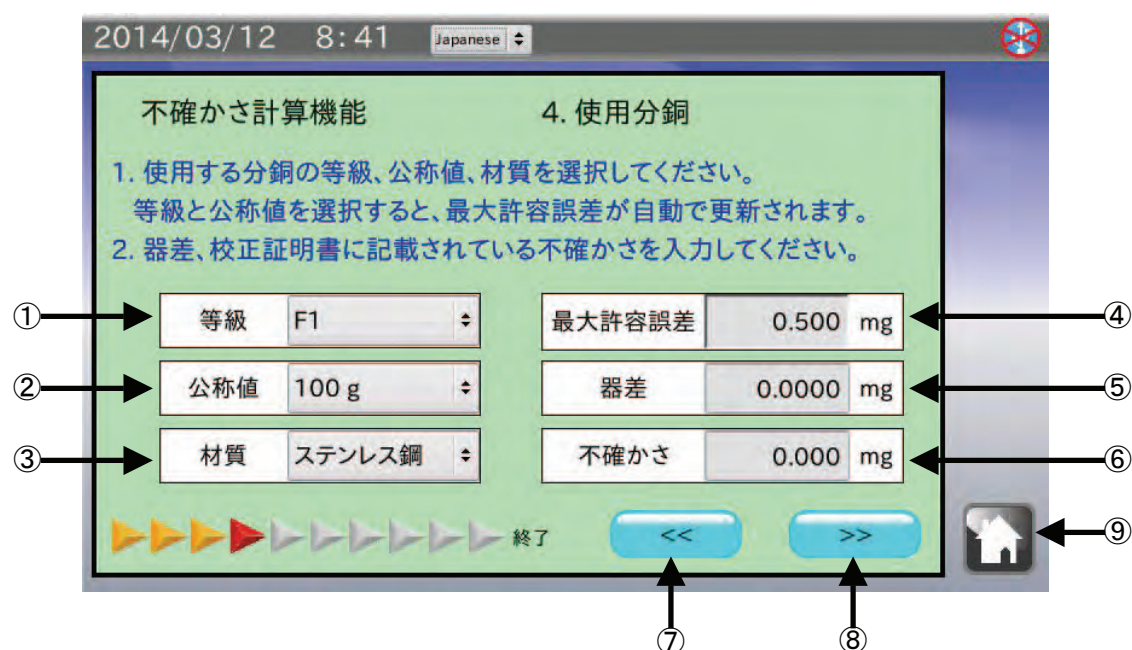 2014/03/12 8:41 Japanese
不確かさ計算機能 4. 使用分銅
1. 使用する分銅の等級、公称値、材質を選択してください。
等級と公称値を選択すると、最大許容誤差が自動で更新されます。
2. 器差、校正証明書に記載されている不確かさを入力してください。
① 等級 F1 最大許容誤差 0.500 mg ④
② 公称値 100 g 器差 0.0000 mg ⑤
③ 材質 ステンレス鋼 不確かさ 0.000 mg ⑥
終了 << >> ⑨
⑦ ⑧